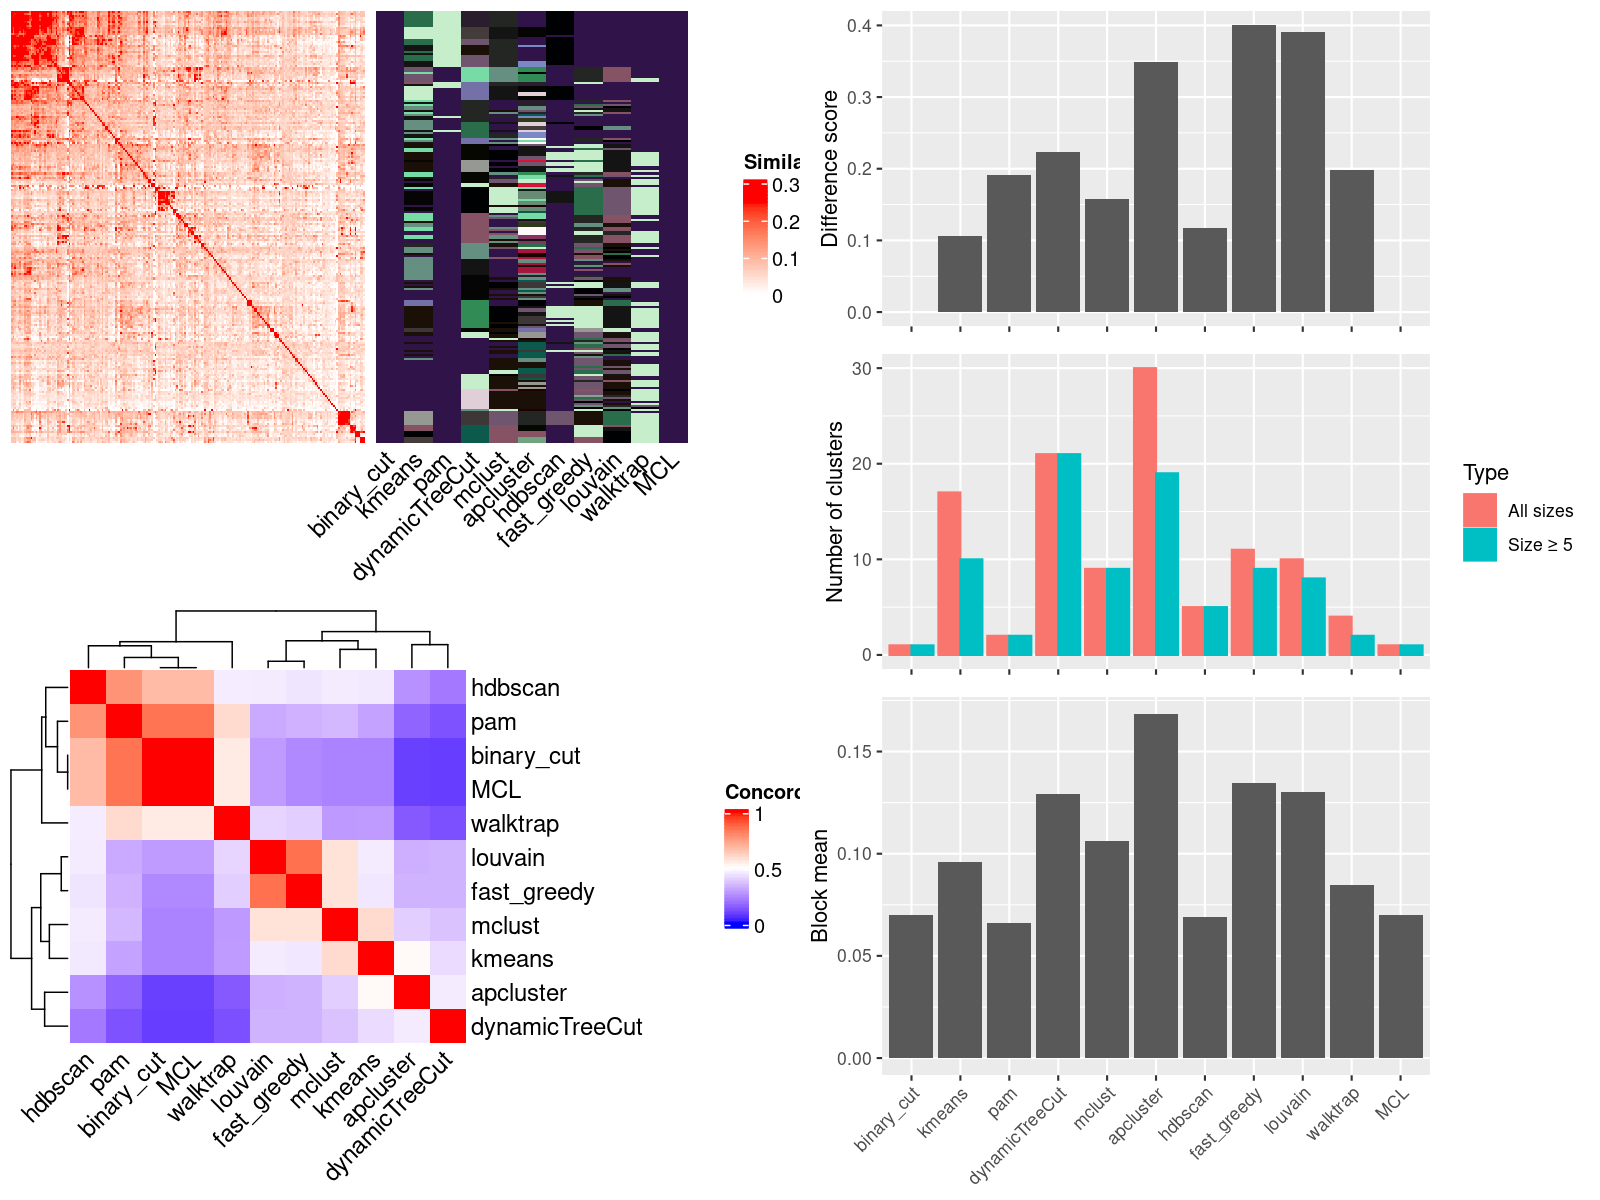 Simila
0.3
0.2
0.1
0
binary_cut
kmeans
pam
dynamicTreeCut
mclust
apcluster
hdbscan
fast_greedy
louvain
walktrap
MCL
hdbscan
pam
binary_cut
MCL
walktrap
louvain
fast_greedy
mclust
kmeans
apcluster
dynamicTreeCut
hdbscan
pam
binary_cut
MCL
walktrap
louvain
fast_greedy
mclust
kmeans
apcluster
dynamicTreeCut
Concord
1
0.5
0
Difference score
0.4
0.3
0.2
0.1
0.0
Number of clusters
30
20
10
0
Type
All sizes
Size ≥ 5
Block mean
0.15
0.10
0.05
0.00
binary_cut
kmeans
pam
dynamicTreeCut
mclust
apcluster
hdbscan
fast_greedy
louvain
walktrap
MCL